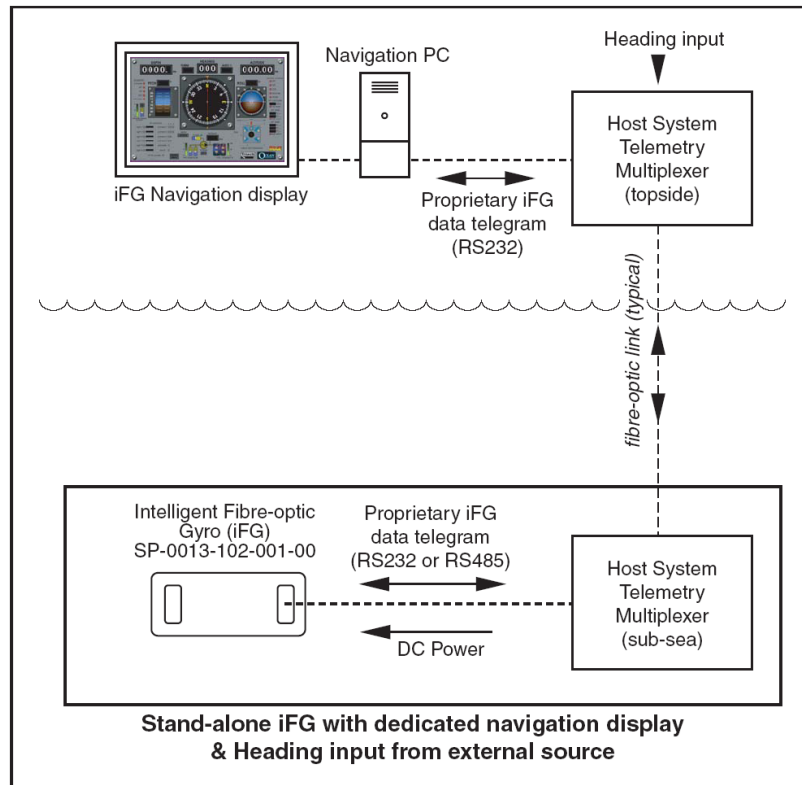 Heading input
Navigation PC
Host System
Telemetry
Multiplexer
(topside)
iFG Navigation display
Proprietary iFG
data telegram
(RS232)
fibre-optic link (typical)
Intelligent Fibre-optic
Gyro (iFG)
SP-0013-102-001-00
Proprietary iFG
data telegram
(RS232 or RS485)
DC Power
Host System
Telemetry
Multiplexer
(sub-sea)
Stand-alone iFG with dedicated navigation display
& Heading input from external source